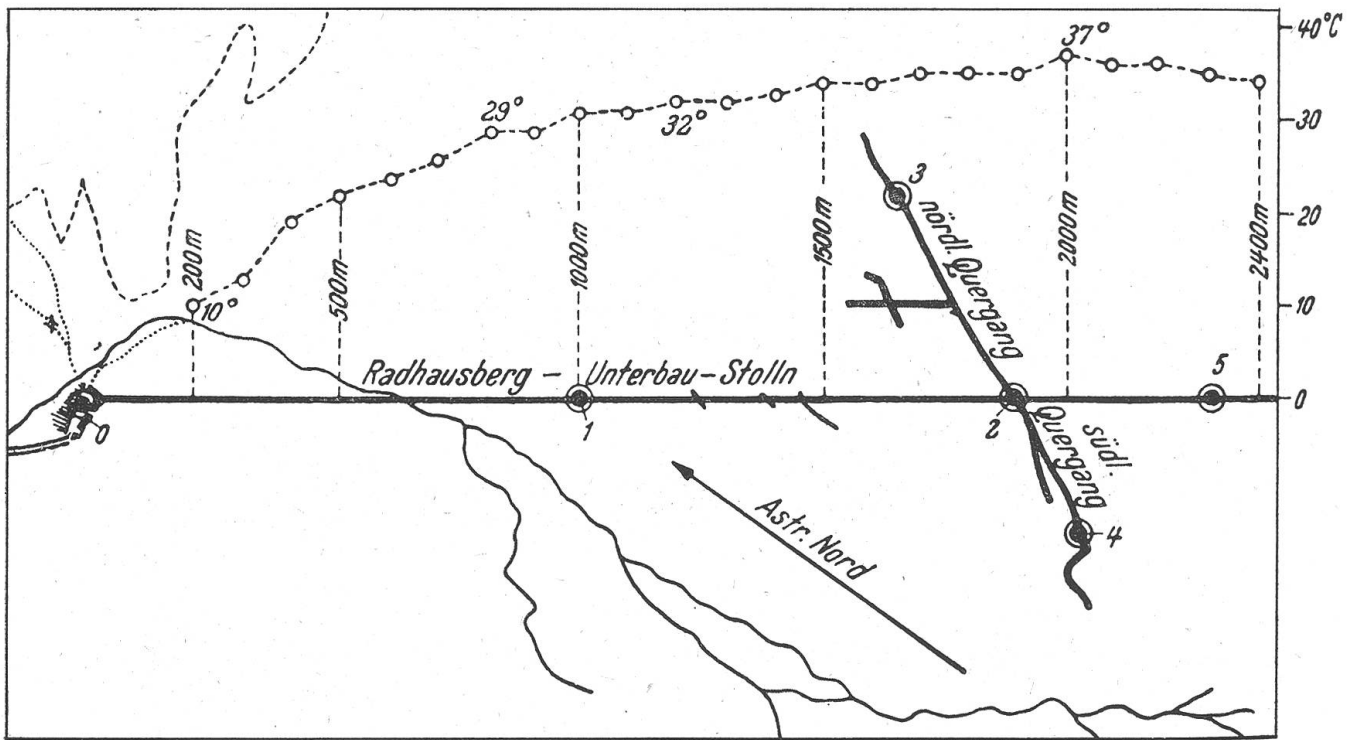 40°C
37°
29°
32°
30
3
20
nördl. Quergang
200m
500m
1000m
1500m
2000m
2400m
10°
10
Radhausberg – Unterbau-Stolln
5
0
0
1
2
südl.
Quergang
4
Astr. Nord